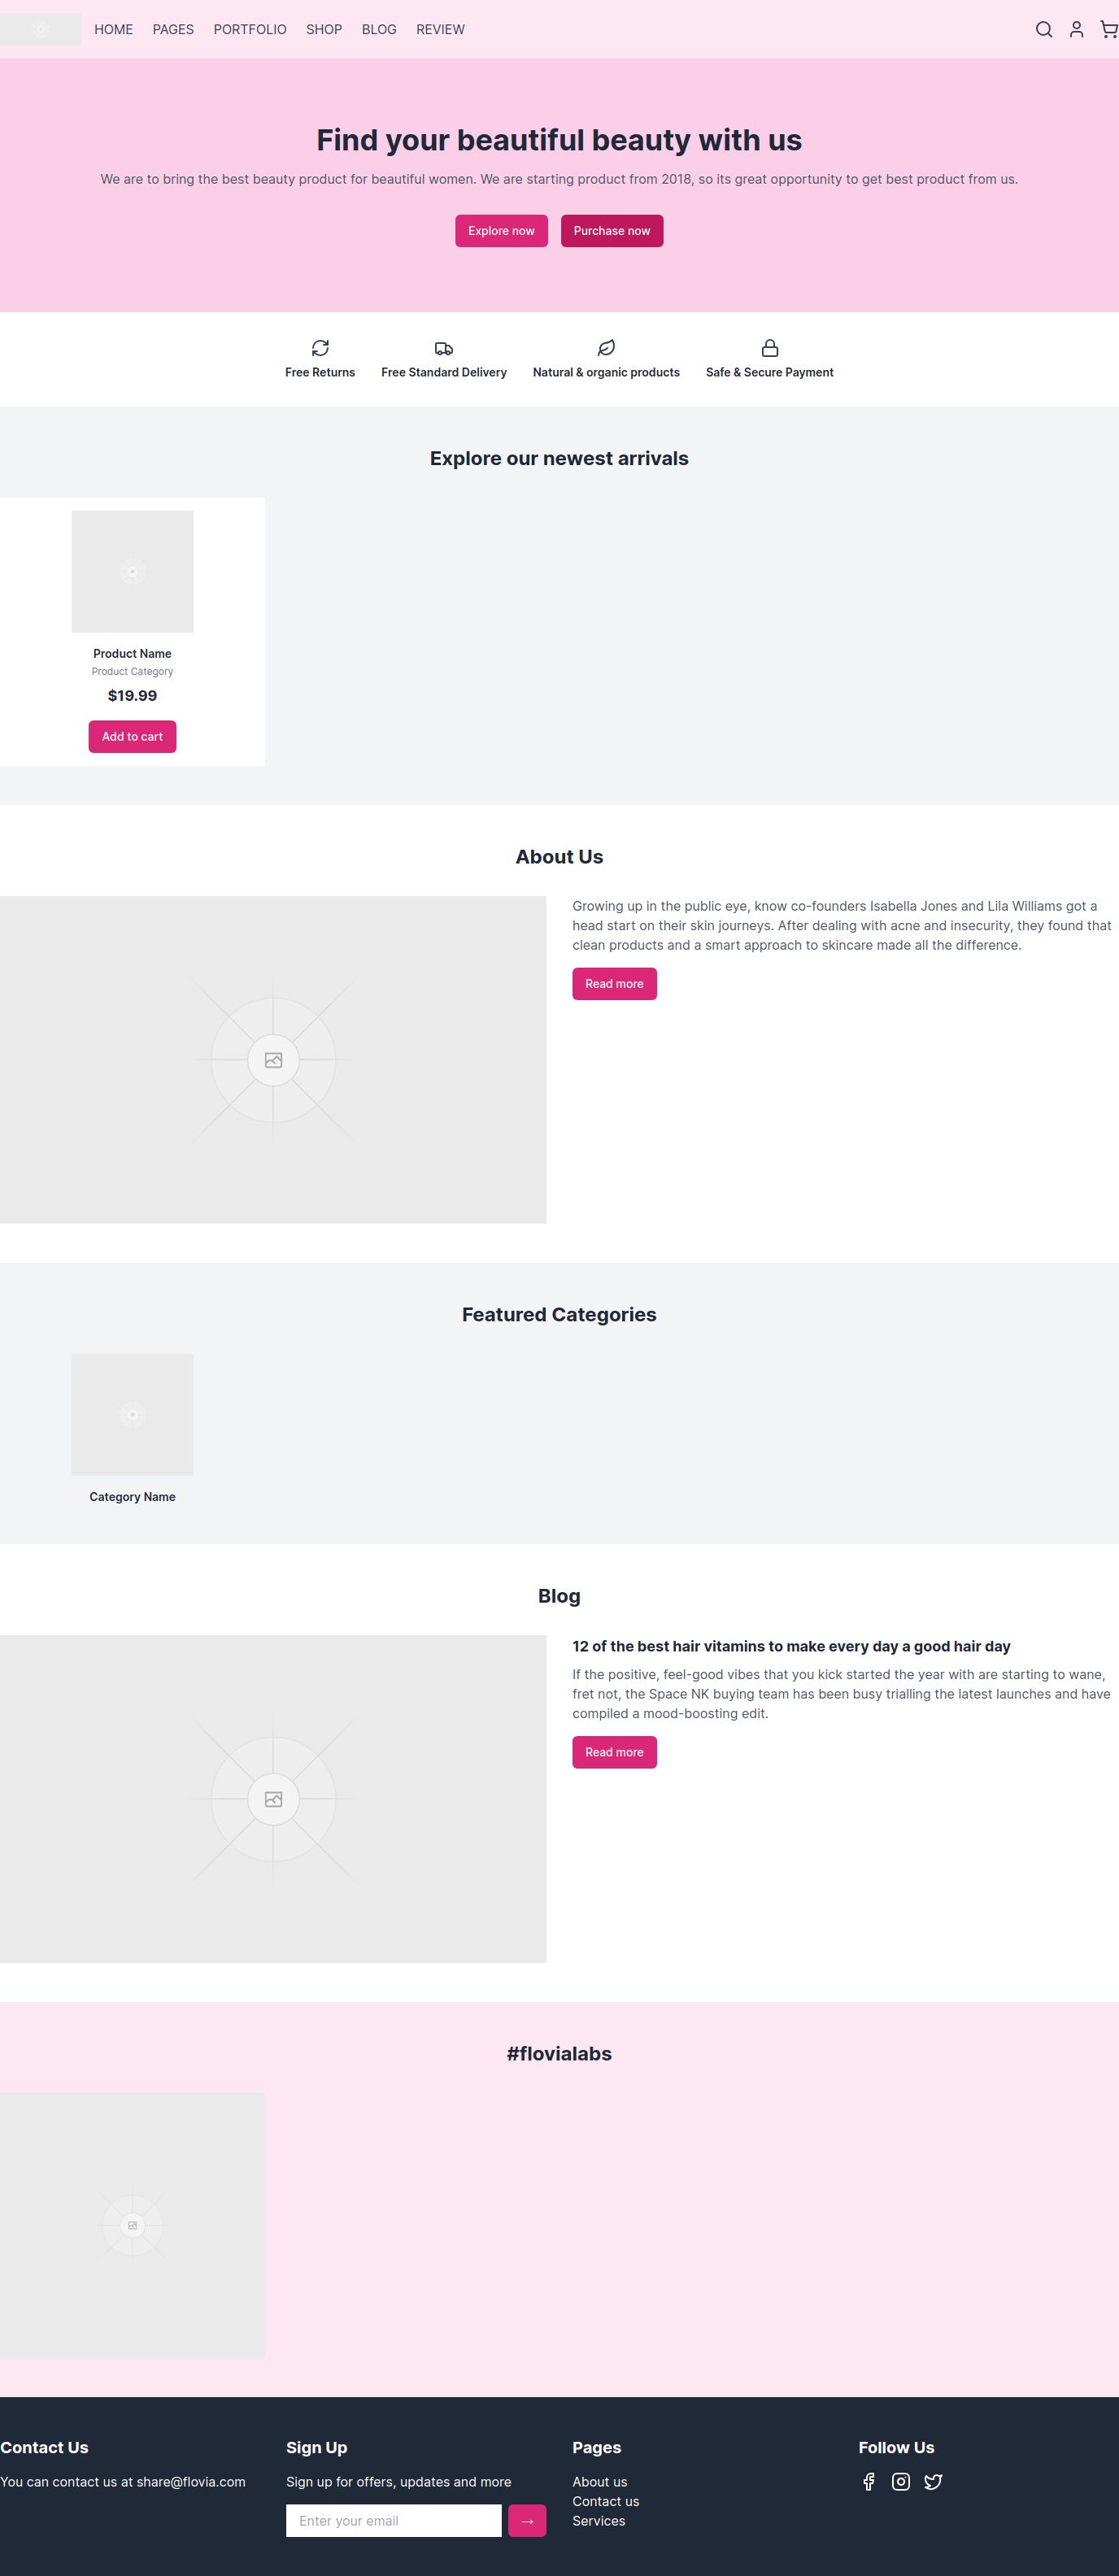 HOME PAGES PORTFOLIO SHOP BLOG REVIEW
Find your beautiful beauty with us
We are to bring the best beauty product for beautiful women. We are starting product from 2018, so its great opportunity to get best product from us.
Explore now Purchase now
Free Returns Free Standard Delivery Natural & organic products Safe & Secure Payment
Explore our newest arrivals
Product Name
Product Category
$19.99
Add to cart
About Us
Growing up in the public eye, know co-founders Isabella Jones and Lila Williams got a
head start on their skin journeys. After dealing with acne and insecurity, they found that
clean products and a smart approach to skincare made all the difference.
Read more
Featured Categories
Category Name
Blog
12 of the best hair vitamins to make every day a good hair day
If the positive, feel-good vibes that you kick started the year with are starting to wane,
fret not, the Space NK buying team has been busy trialling the latest launches and have
compiled a mood-boosting edit.
Read more
#flovialabs
Contact Us
You can contact us at share@flovia.com
Sign Up
Sign up for offers, updates and more
Enter your email →
Pages
About us
Contact us
Services
Follow Us